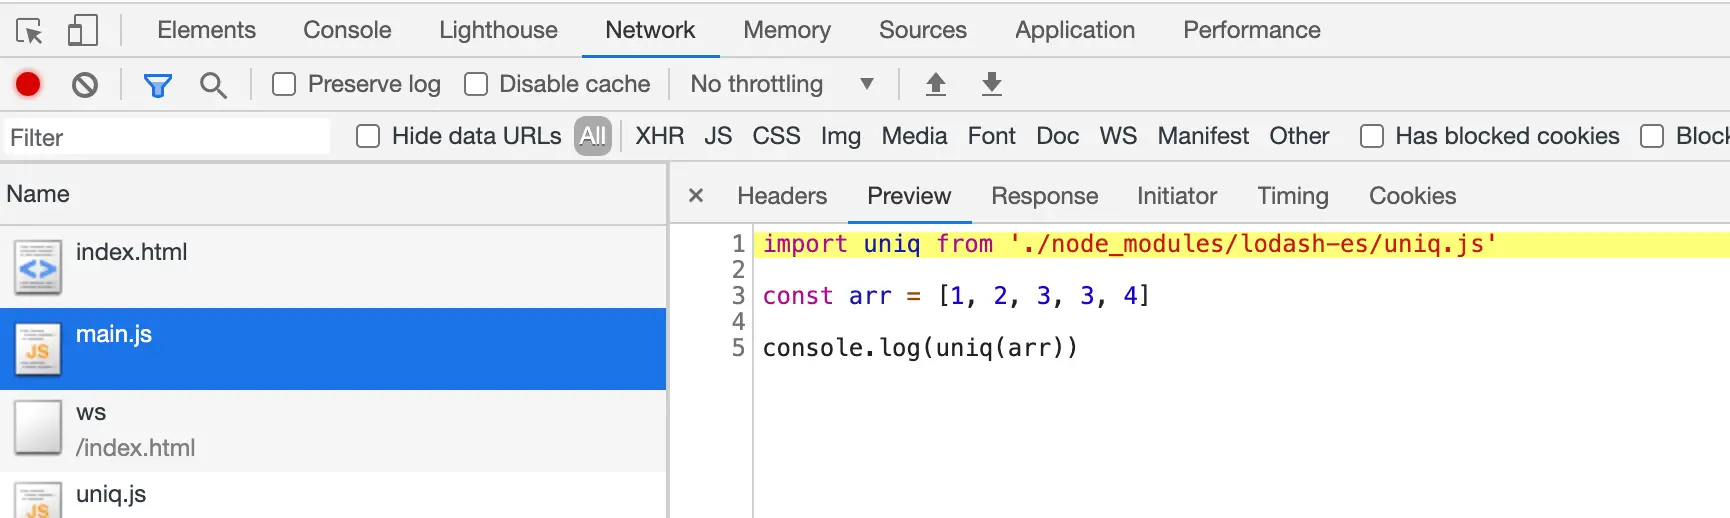 Elements Console Lighthouse Network Memory Sources Application Performance
Preserve log Disable cache No throttling
Filter Hide data URLs All XHR JS CSS Img Media Font Doc WS Manifest Other Has blocked cookies Block
Name
× Headers Preview Response Initiator Timing Cookies
index.html
JS main.js
ws
/index.html
JS uniq.js
1 import uniq from './node_modules/lodash-es/uniq.js'
2
3 const arr = [1, 2, 3, 3, 4]
4
5 console.log(uniq(arr))